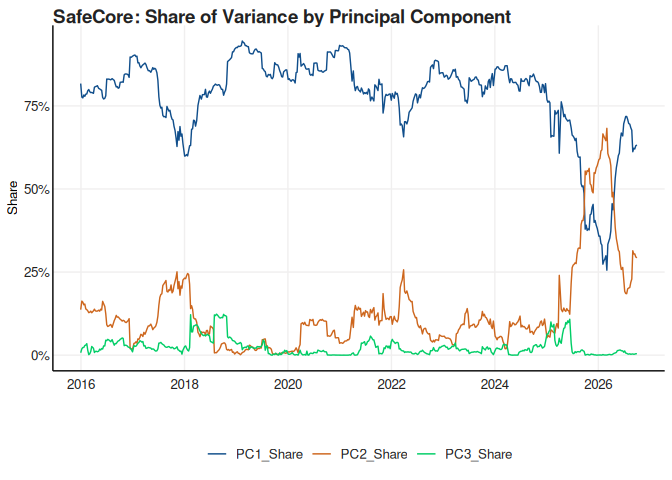 SafeCore: Share of Variance by Principal Component
Share
75%
50%
25%
0%
2016 2018 2020 2022 2024 2026
PC1_Share PC2_Share PC3_Share